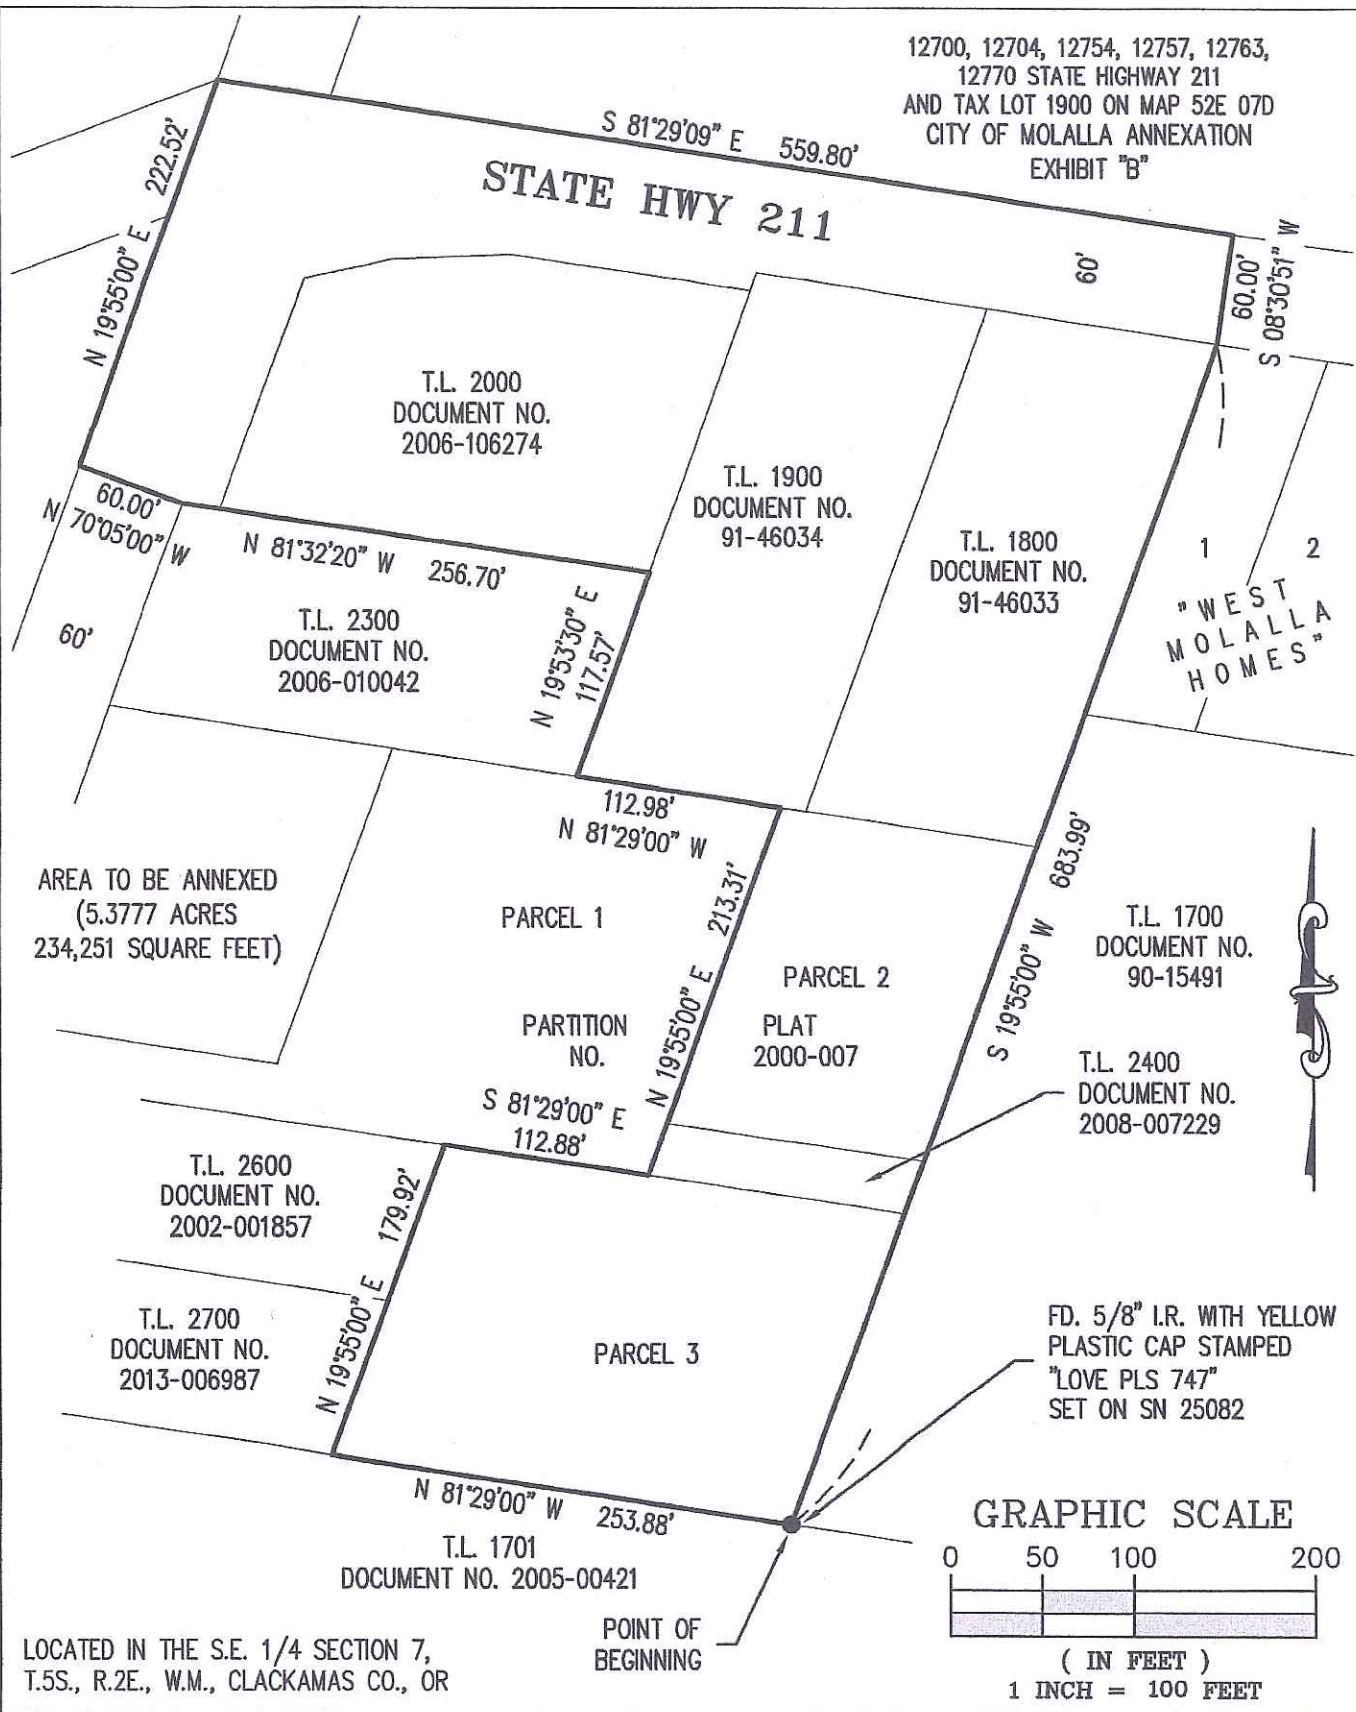 12700, 12704, 12754, 12757, 12763,
12770 STATE HIGHWAY 211
AND TAX LOT 1900 ON MAP 52E 07D
CITY OF MOLALLA ANNEXATION
EXHIBIT "B"
S 81°29'09" E 559.80'
STATE HWY 211
N 19°55'00" E 222.52'
60'
60.00'
S 08°30'51" W
T.L. 2000
DOCUMENT NO.
2006-106274
T.L. 1900
DOCUMENT NO.
91-46034
T.L. 1800
DOCUMENT NO.
91-46033
1
2
"WEST
MOLALLA
HOMES"
60.00'
N 70°05'00" W
N 81°32'20" W 256.70'
60'
T.L. 2300
DOCUMENT NO.
2006-010042
N 19°53'30" E
117.57'
112.98'
N 81°29'00" W
S 19°55'00" W 683.99'
AREA TO BE ANNEXED
(5.3777 ACRES
234,251 SQUARE FEET)
PARCEL 1
N 19°55'00" E 213.31'
PARCEL 2
T.L. 1700
DOCUMENT NO.
90-15491
PARTITION
NO.
PLAT
2000-007
T.L. 2400
DOCUMENT NO.
2008-007229
S 81°29'00" E
112.88'
T.L. 2600
DOCUMENT NO.
2002-001857
N 19°55'00" E 179.92'
T.L. 2700
DOCUMENT NO.
2013-006987
PARCEL 3
FD. 5/8" I.R. WITH YELLOW
PLASTIC CAP STAMPED
"LOVE PLS 747"
SET ON SN 25082
N 81°29'00" W 253.88'
T.L. 1701
DOCUMENT NO. 2005-00421
POINT OF
BEGINNING
GRAPHIC SCALE
0 50 100 200
( IN FEET )
1 INCH = 100 FEET
LOCATED IN THE S.E. 1/4 SECTION 7,
T.5S., R.2E., W.M., CLACKAMAS CO., OR